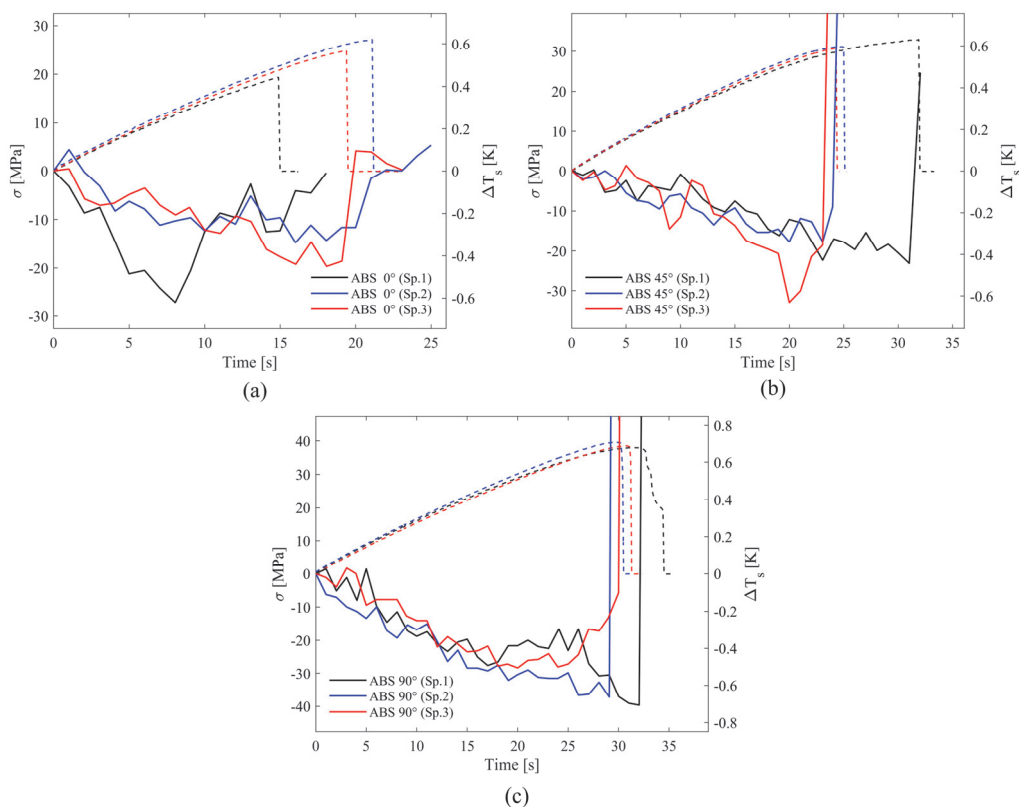 30
20
10
0
-10
-20
-30
σ [MPa]
0.6
0.4
0.2
0
-0.2
-0.4
-0.6
ΔTs [K]
ABS 0° (Sp.1)
ABS 0° (Sp.2)
ABS 0° (Sp.3)
0 5 10 15 20 25
Time [s]
(a)
30
20
10
0
-10
-20
-30
σ [MPa]
0.6
0.4
0.2
0
-0.2
-0.4
-0.6
ΔTs [K]
ABS 45° (Sp.1)
ABS 45° (Sp.2)
ABS 45° (Sp.3)
0 5 10 15 20 25 30 35
Time [s]
(b)
40
30
20
10
0
-10
-20
-30
-40
σ [MPa]
0.8
0.6
0.4
0.2
0
-0.2
-0.4
-0.6
-0.8
ΔTs [K]
ABS 90° (Sp.1)
ABS 90° (Sp.2)
ABS 90° (Sp.3)
0 5 10 15 20 25 30 35
Time [s]
(c)